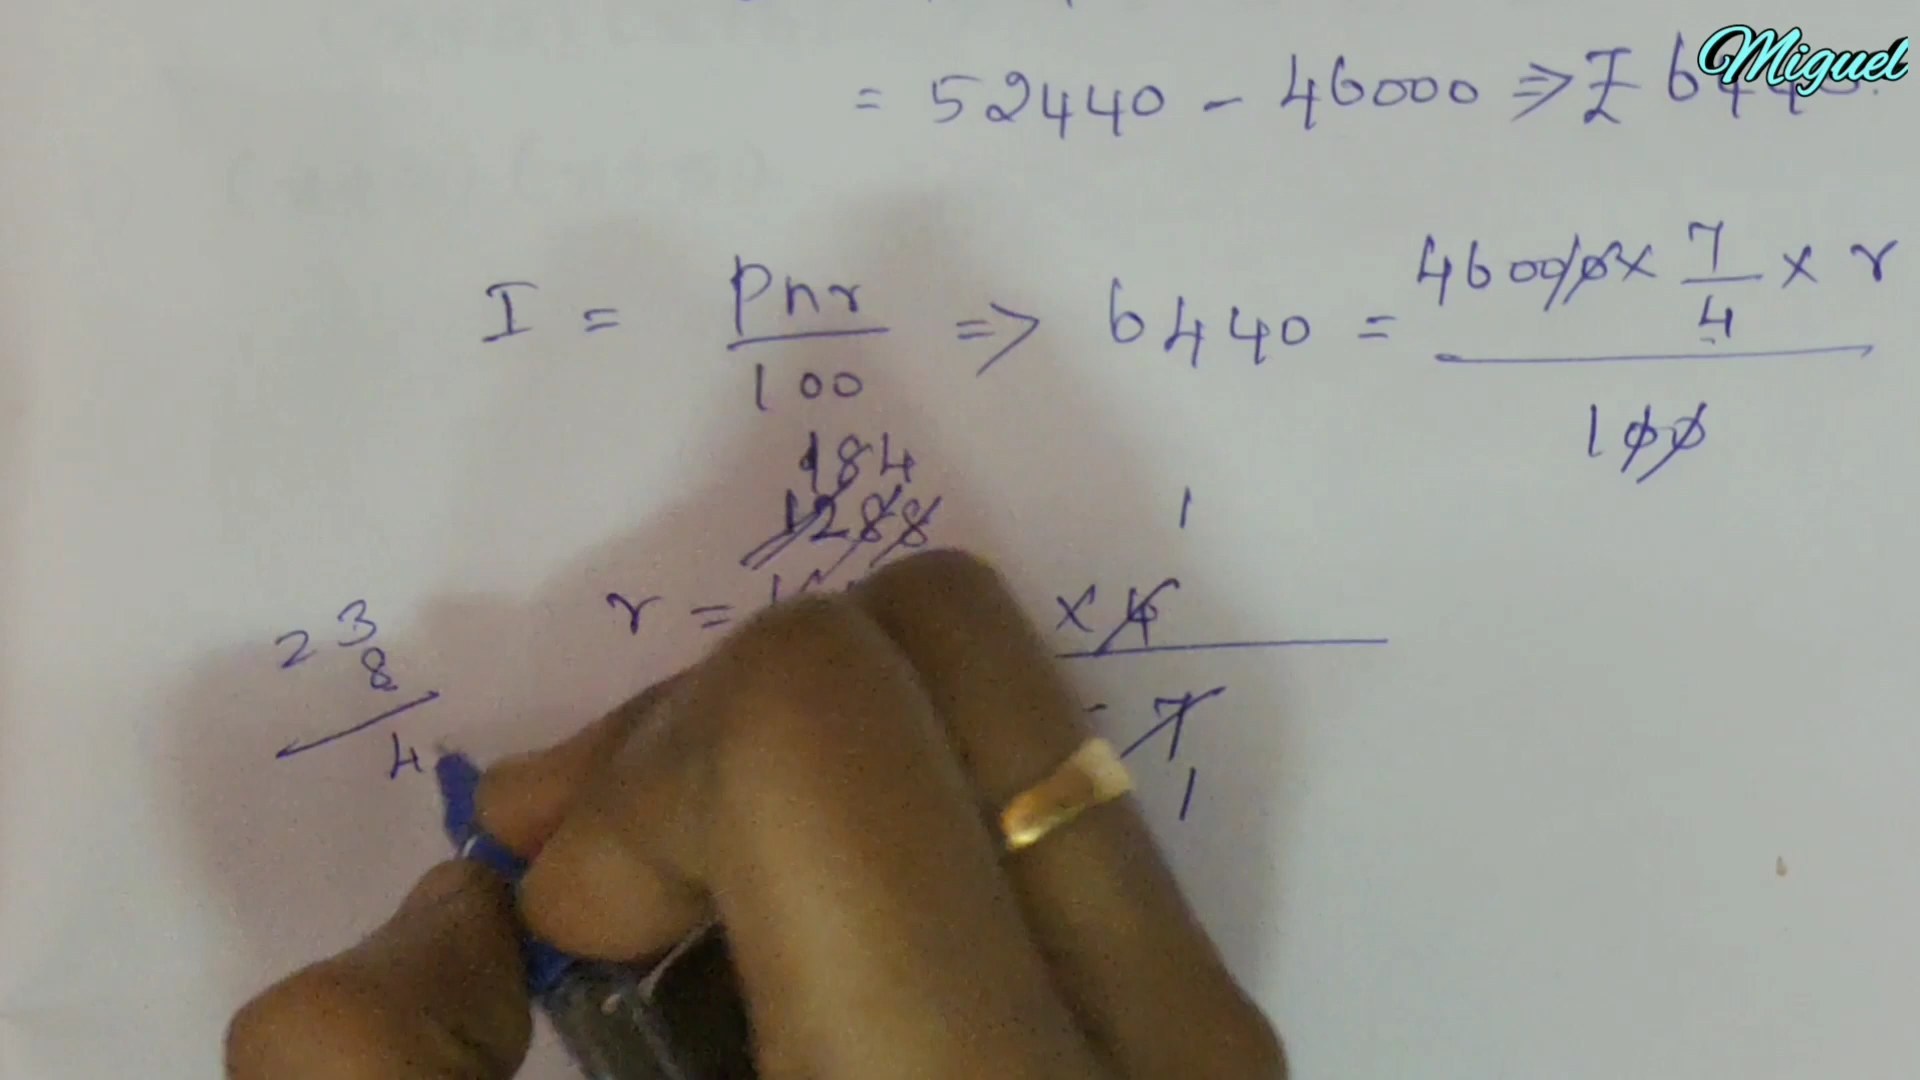 Miguel
= 52440 - 46000 ⇒ I 6440.
I = pnr/100 => 6440 = (46000 x 7/4 x r)/100
184
1288 1
r = x 4
7
1
23
8
4